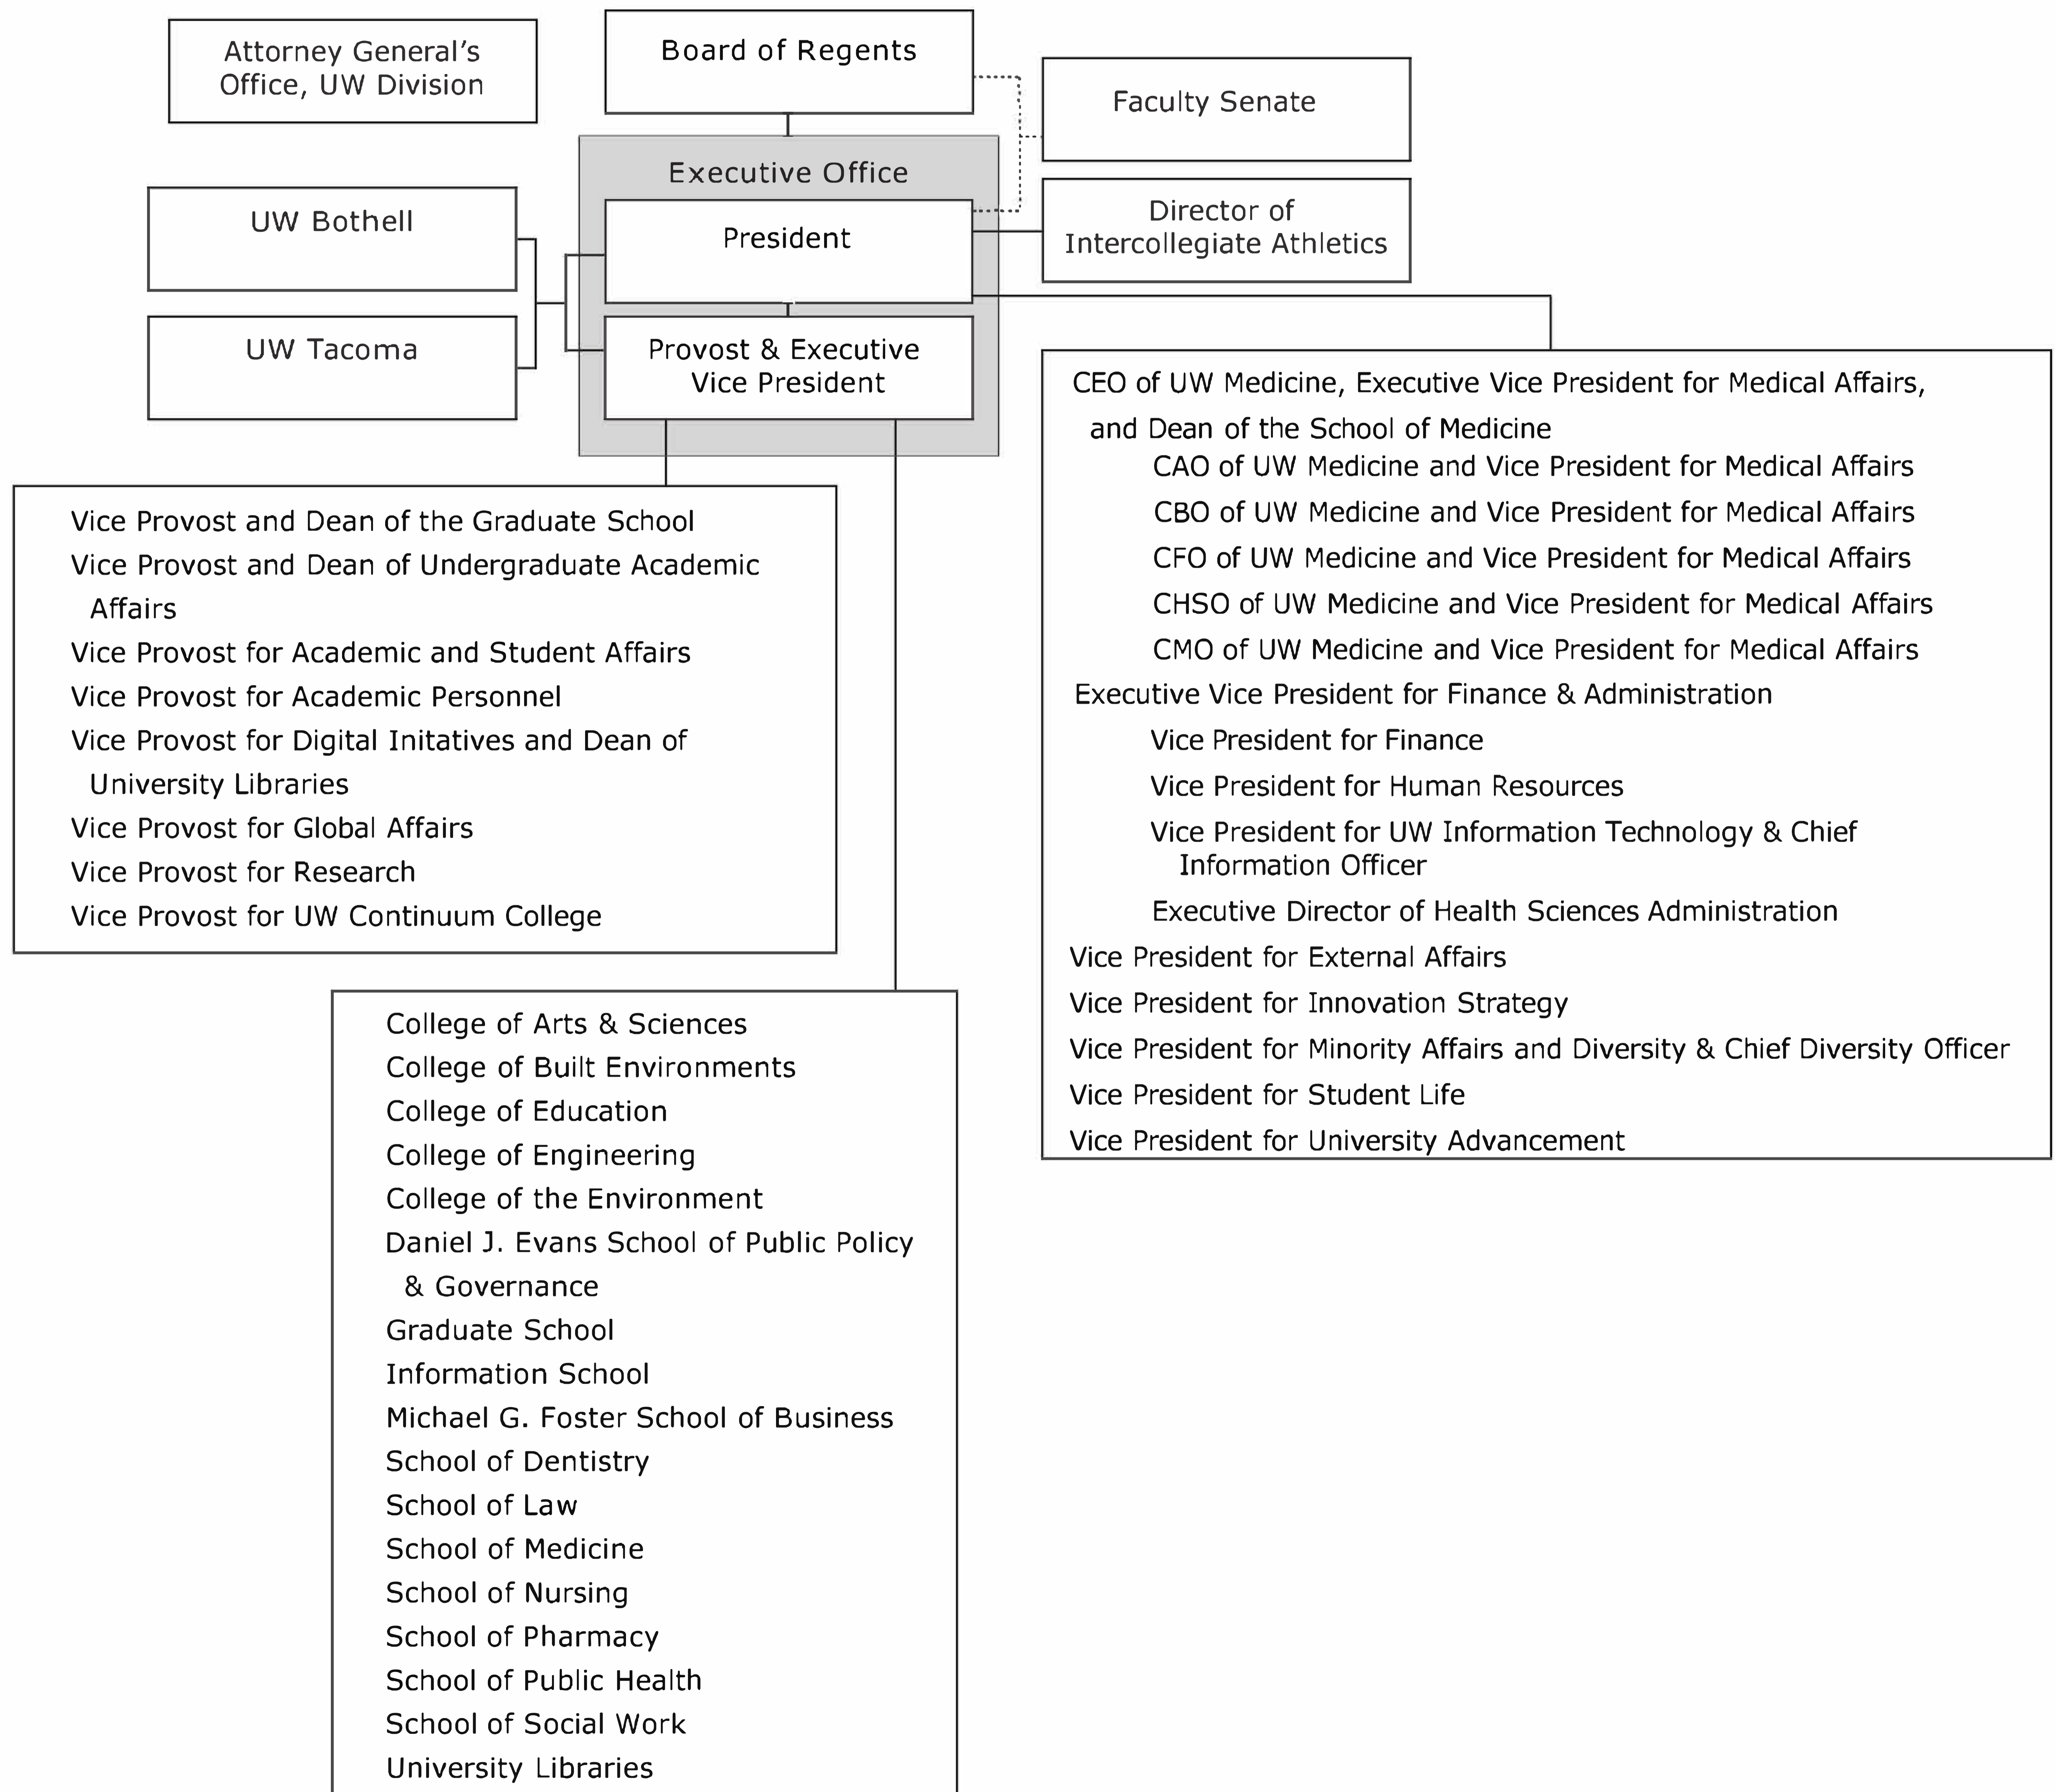 Attorney General's
Office, UW Division
Board of Regents
Faculty Senate
Executive Office
UW Bothell
President
Director of
Intercollegiate Athletics
UW Tacoma
Provost & Executive
Vice President
Vice Provost and Dean of the Graduate School
Vice Provost and Dean of Undergraduate Academic
Affairs
Vice Provost for Academic and Student Affairs
Vice Provost for Academic Personnel
Vice Provost for Digital Initatives and Dean of
University Libraries
Vice Provost for Global Affairs
Vice Provost for Research
Vice Provost for UW Continuum College
CEO of UW Medicine, Executive Vice President for Medical Affairs,
and Dean of the School of Medicine
CAO of UW Medicine and Vice President for Medical Affairs
CBO of UW Medicine and Vice President for Medical Affairs
CFO of UW Medicine and Vice President for Medical Affairs
CHSO of UW Medicine and Vice President for Medical Affairs
CMO of UW Medicine and Vice President for Medical Affairs
Executive Vice President for Finance & Administration
Vice President for Finance
Vice President for Human Resources
Vice President for UW Information Technology & Chief
Information Officer
Executive Director of Health Sciences Administration
Vice President for External Affairs
Vice President for Innovation Strategy
Vice President for Minority Affairs and Diversity & Chief Diversity Officer
Vice President for Student Life
Vice President for University Advancement
College of Arts & Sciences
College of Built Environments
College of Education
College of Engineering
College of the Environment
Daniel J. Evans School of Public Policy
& Governance
Graduate School
Information School
Michael G. Foster School of Business
School of Dentistry
School of Law
School of Medicine
School of Nursing
School of Pharmacy
School of Public Health
School of Social Work
University Libraries